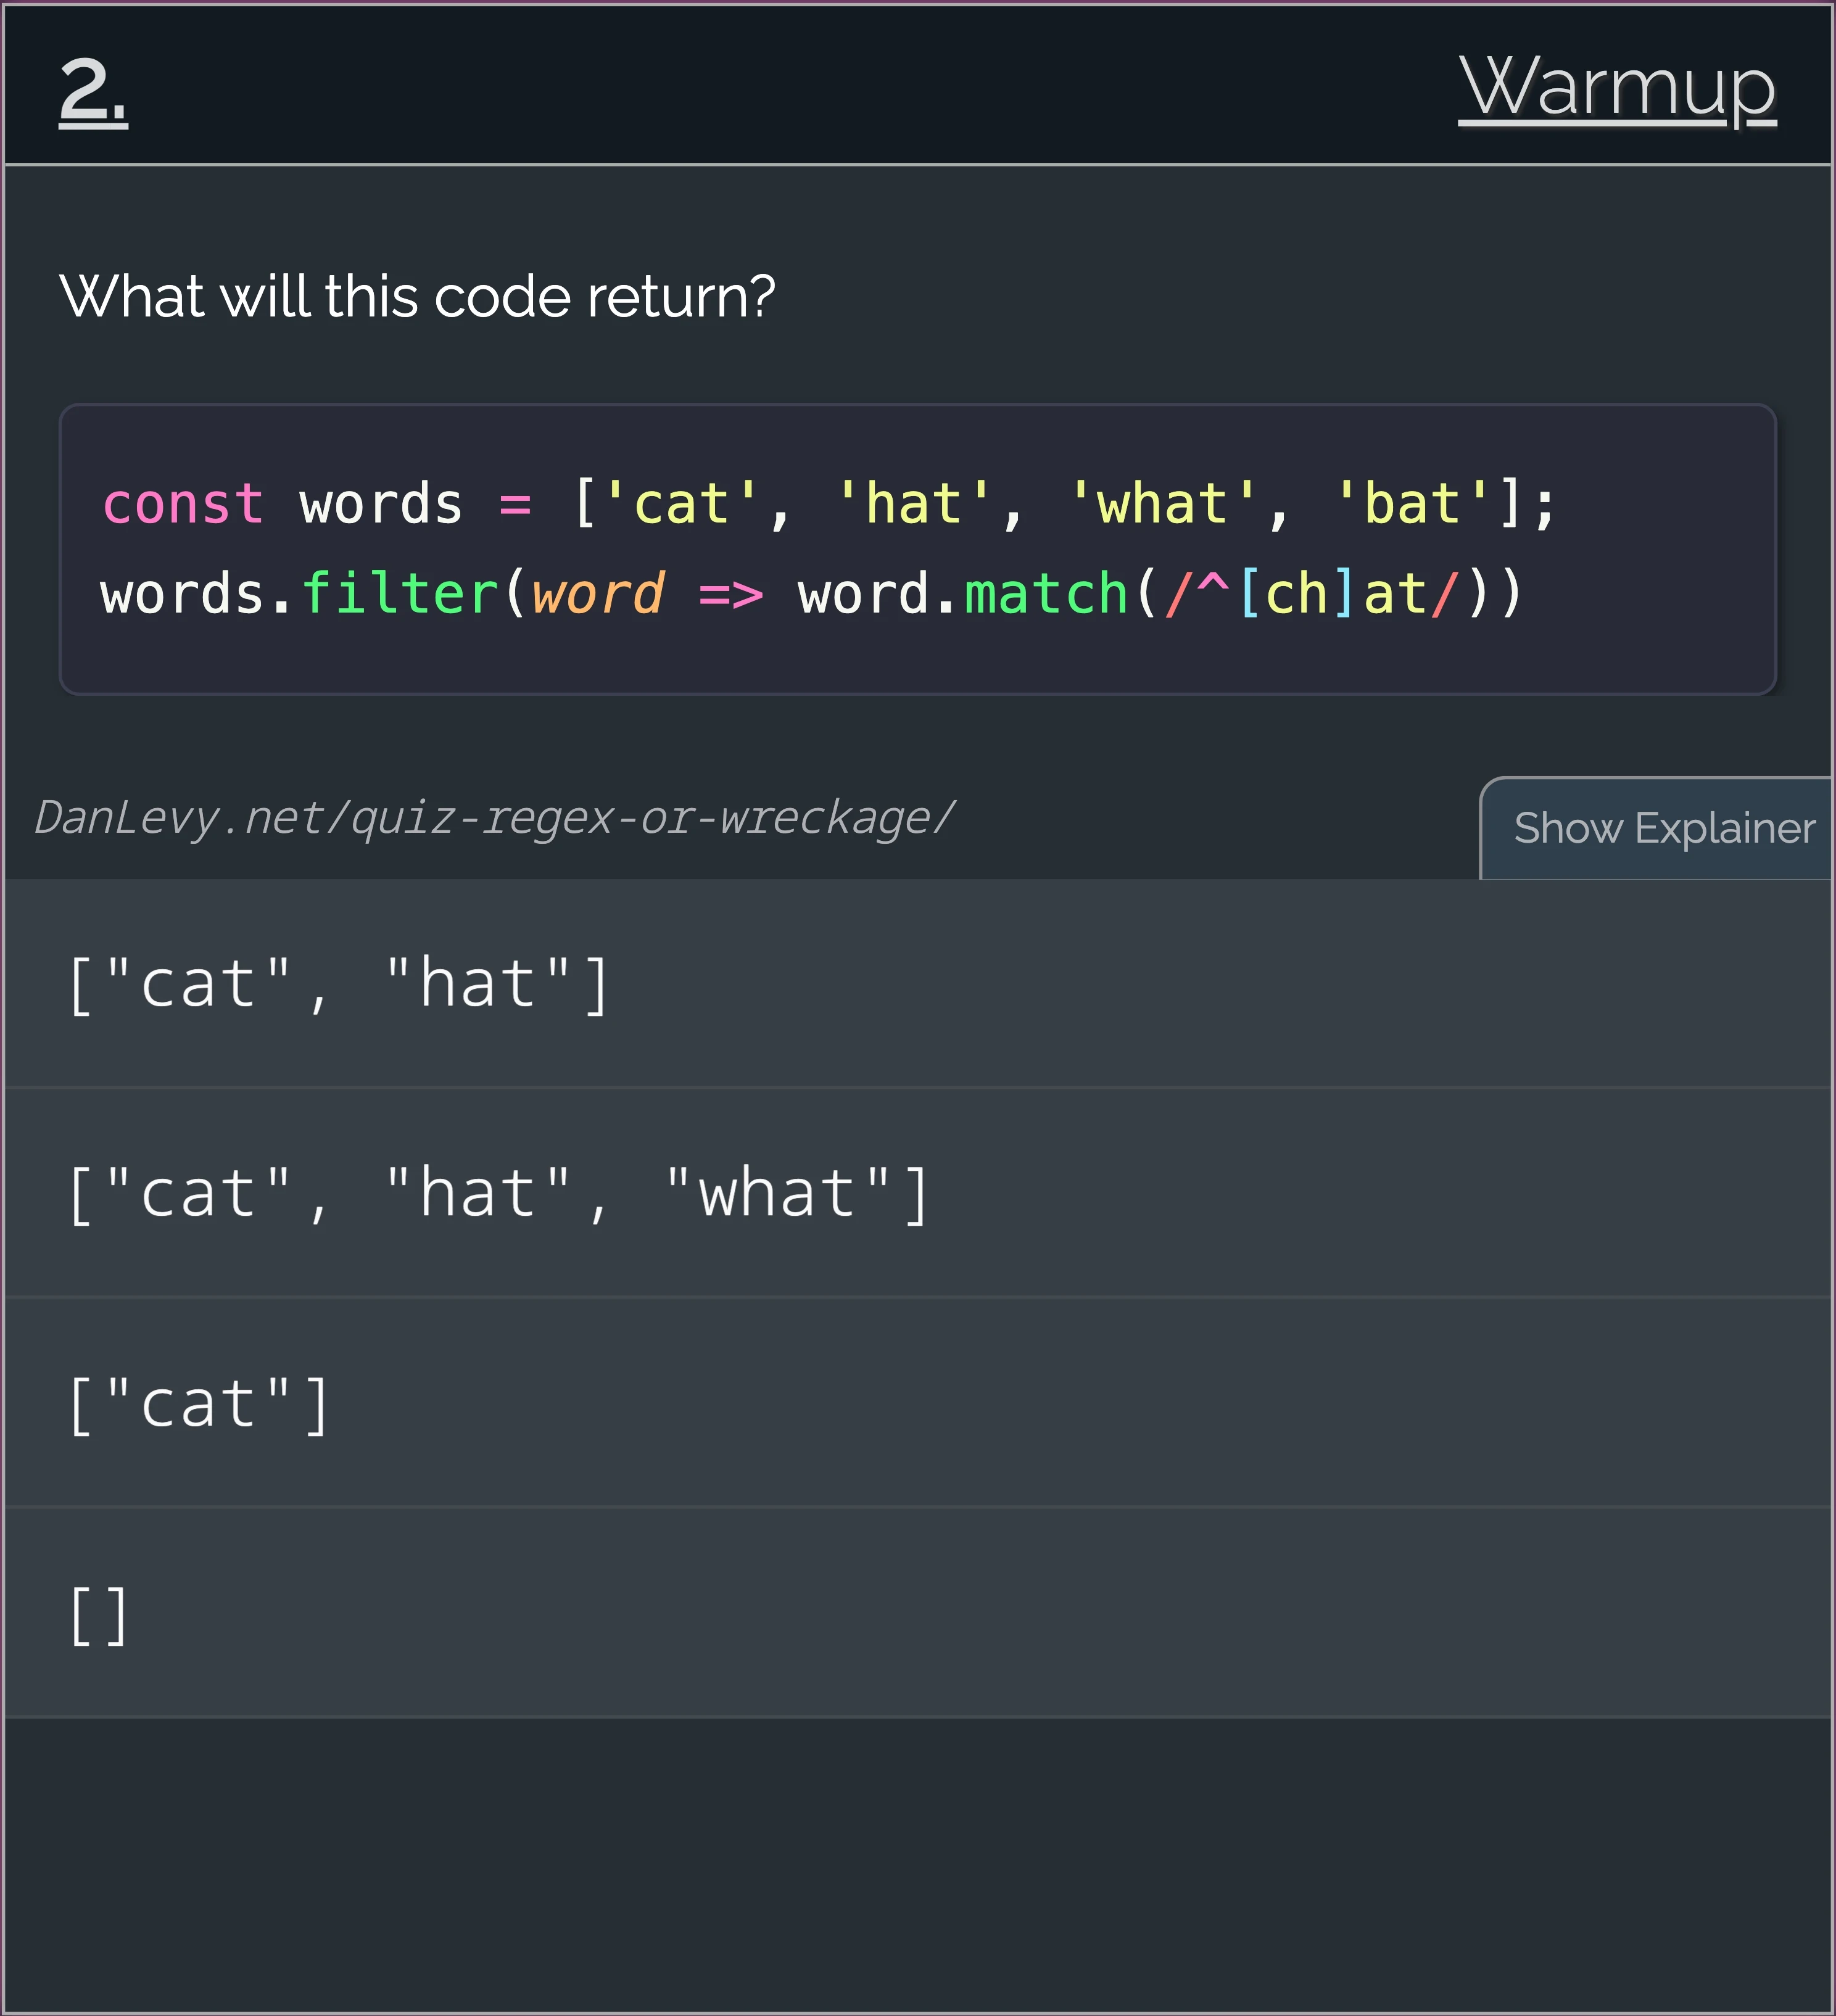 2.
Warmup
What will this code return?
const words = ['cat', 'hat', 'what', 'bat'];
words.filter(word => word.match(/^[ch]at/))
DanLevy.net/quiz-regex-or-wreckage/
Show Explainer
["cat", "hat"]
["cat", "hat", "what"]
["cat"]
[]